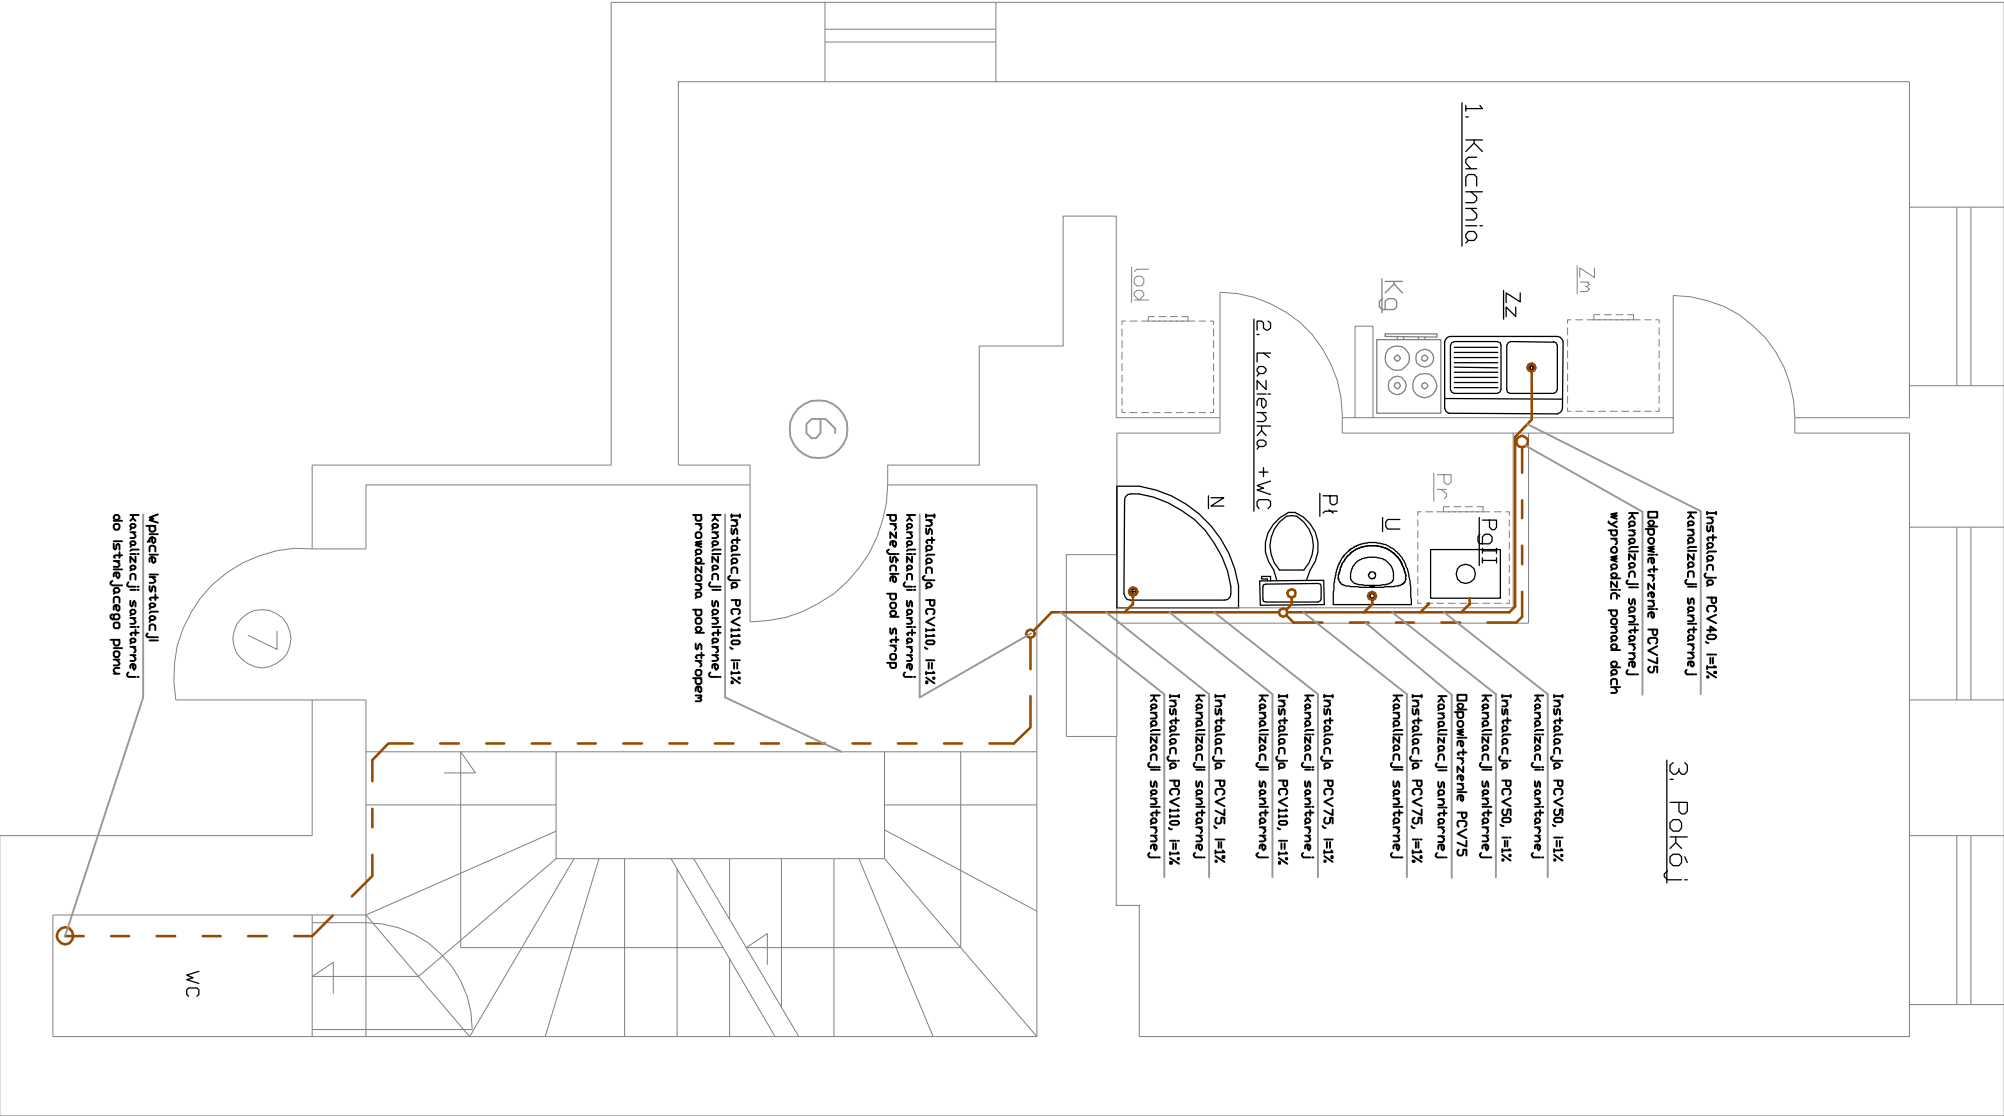 1. Kuchnia
lod
Kg
Zz
Zm
2. Łazienka +WC
N
Pł
U
Pr
PgII
3. Pokój
6
7
WC
Instalacja PCV40, i=1%
kanalizacji sanitarnej
Odpowietrzenie PCV75
kanalizacji sanitarnej
wyprowadzić ponad dach
Instalacja PCV50, i=1%
kanalizacji sanitarnej
Instalacja PCV50, i=1%
kanalizacji sanitarnej
Odpowietrzenie PCV75
kanalizacji sanitarnej
Instalacja PCV75, i=1%
kanalizacji sanitarnej
Instalacja PCV75, i=1%
kanalizacji sanitarnej
Instalacja PCV110, i=1%
kanalizacji sanitarnej
Instalacja PCV75, i=1%
kanalizacji sanitarnej
Instalacja PCV110, i=1%
kanalizacji sanitarnej
Instalacja PCV110, i=1%
kanalizacji sanitarnej
przejście pod strop
Instalacja PCV110, i=1%
kanalizacji sanitarnej
prowadzona pod stropem
Wpięcie instalacji
kanalizacji sanitarnej
do istniejącego pionu